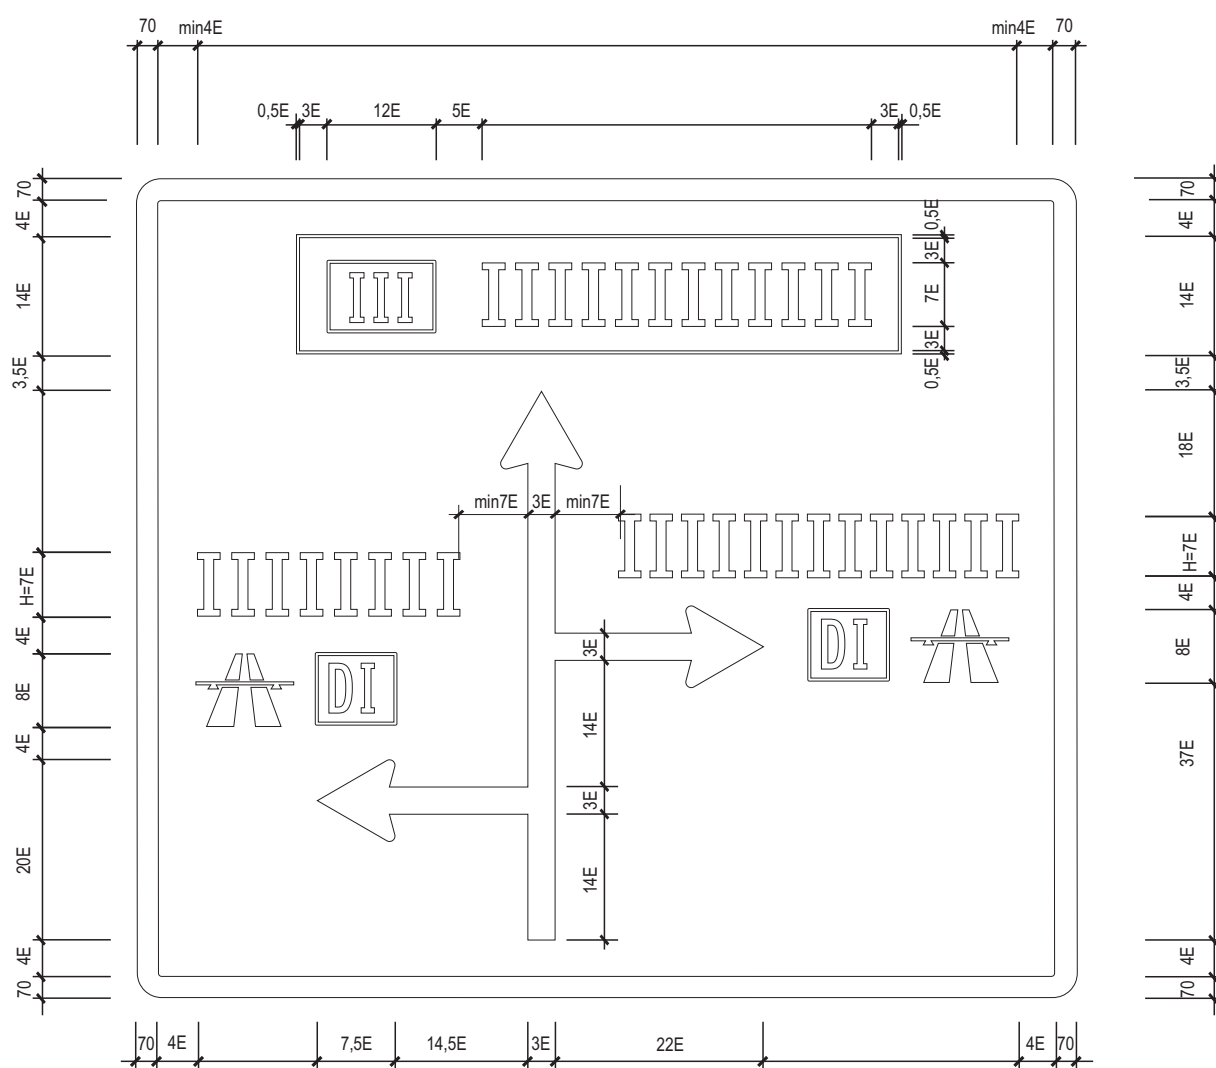 70 min4E min4E 70
0,5E 3E 12E 5E 3E 0,5E
70 70
4E 0,5E 4E
3E
14E III IIIIIIIIIIII 7E 14E
3E
3,5E 0,5E 3,5E
18E
min7E 3E min7E
IIIIIIII IIIIIIIIIIIII
H=7E H=7E
4E 3E DI 4E
8E DI 8E
4E 14E 37E
3E
20E 14E
4E 4E
70 70
70 4E 7,5E 14,5E 3E 22E 4E 70